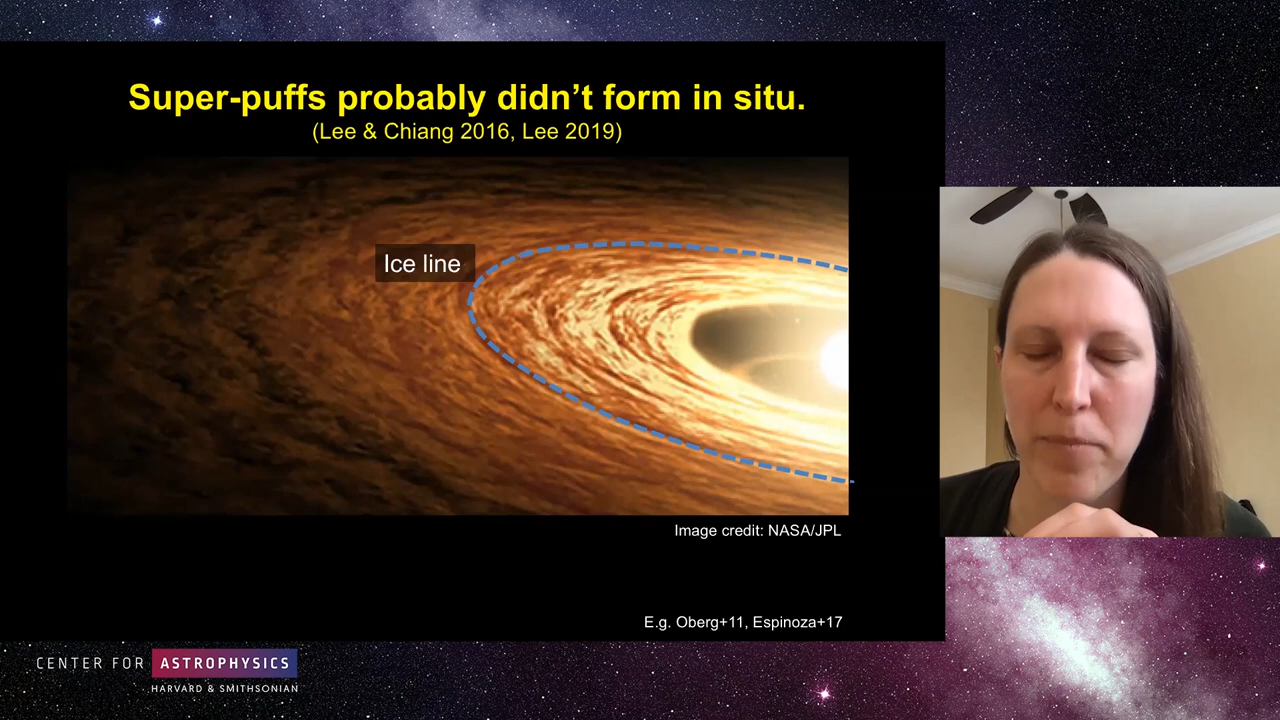 Super-puffs probably didn’t form in situ.
(Lee & Chiang 2016, Lee 2019)
Ice line
Image credit: NASA/JPL
E.g. Oberg+11, Espinoza+17
CENTER FOR ASTROPHYSICS
HARVARD & SMITHSONIAN